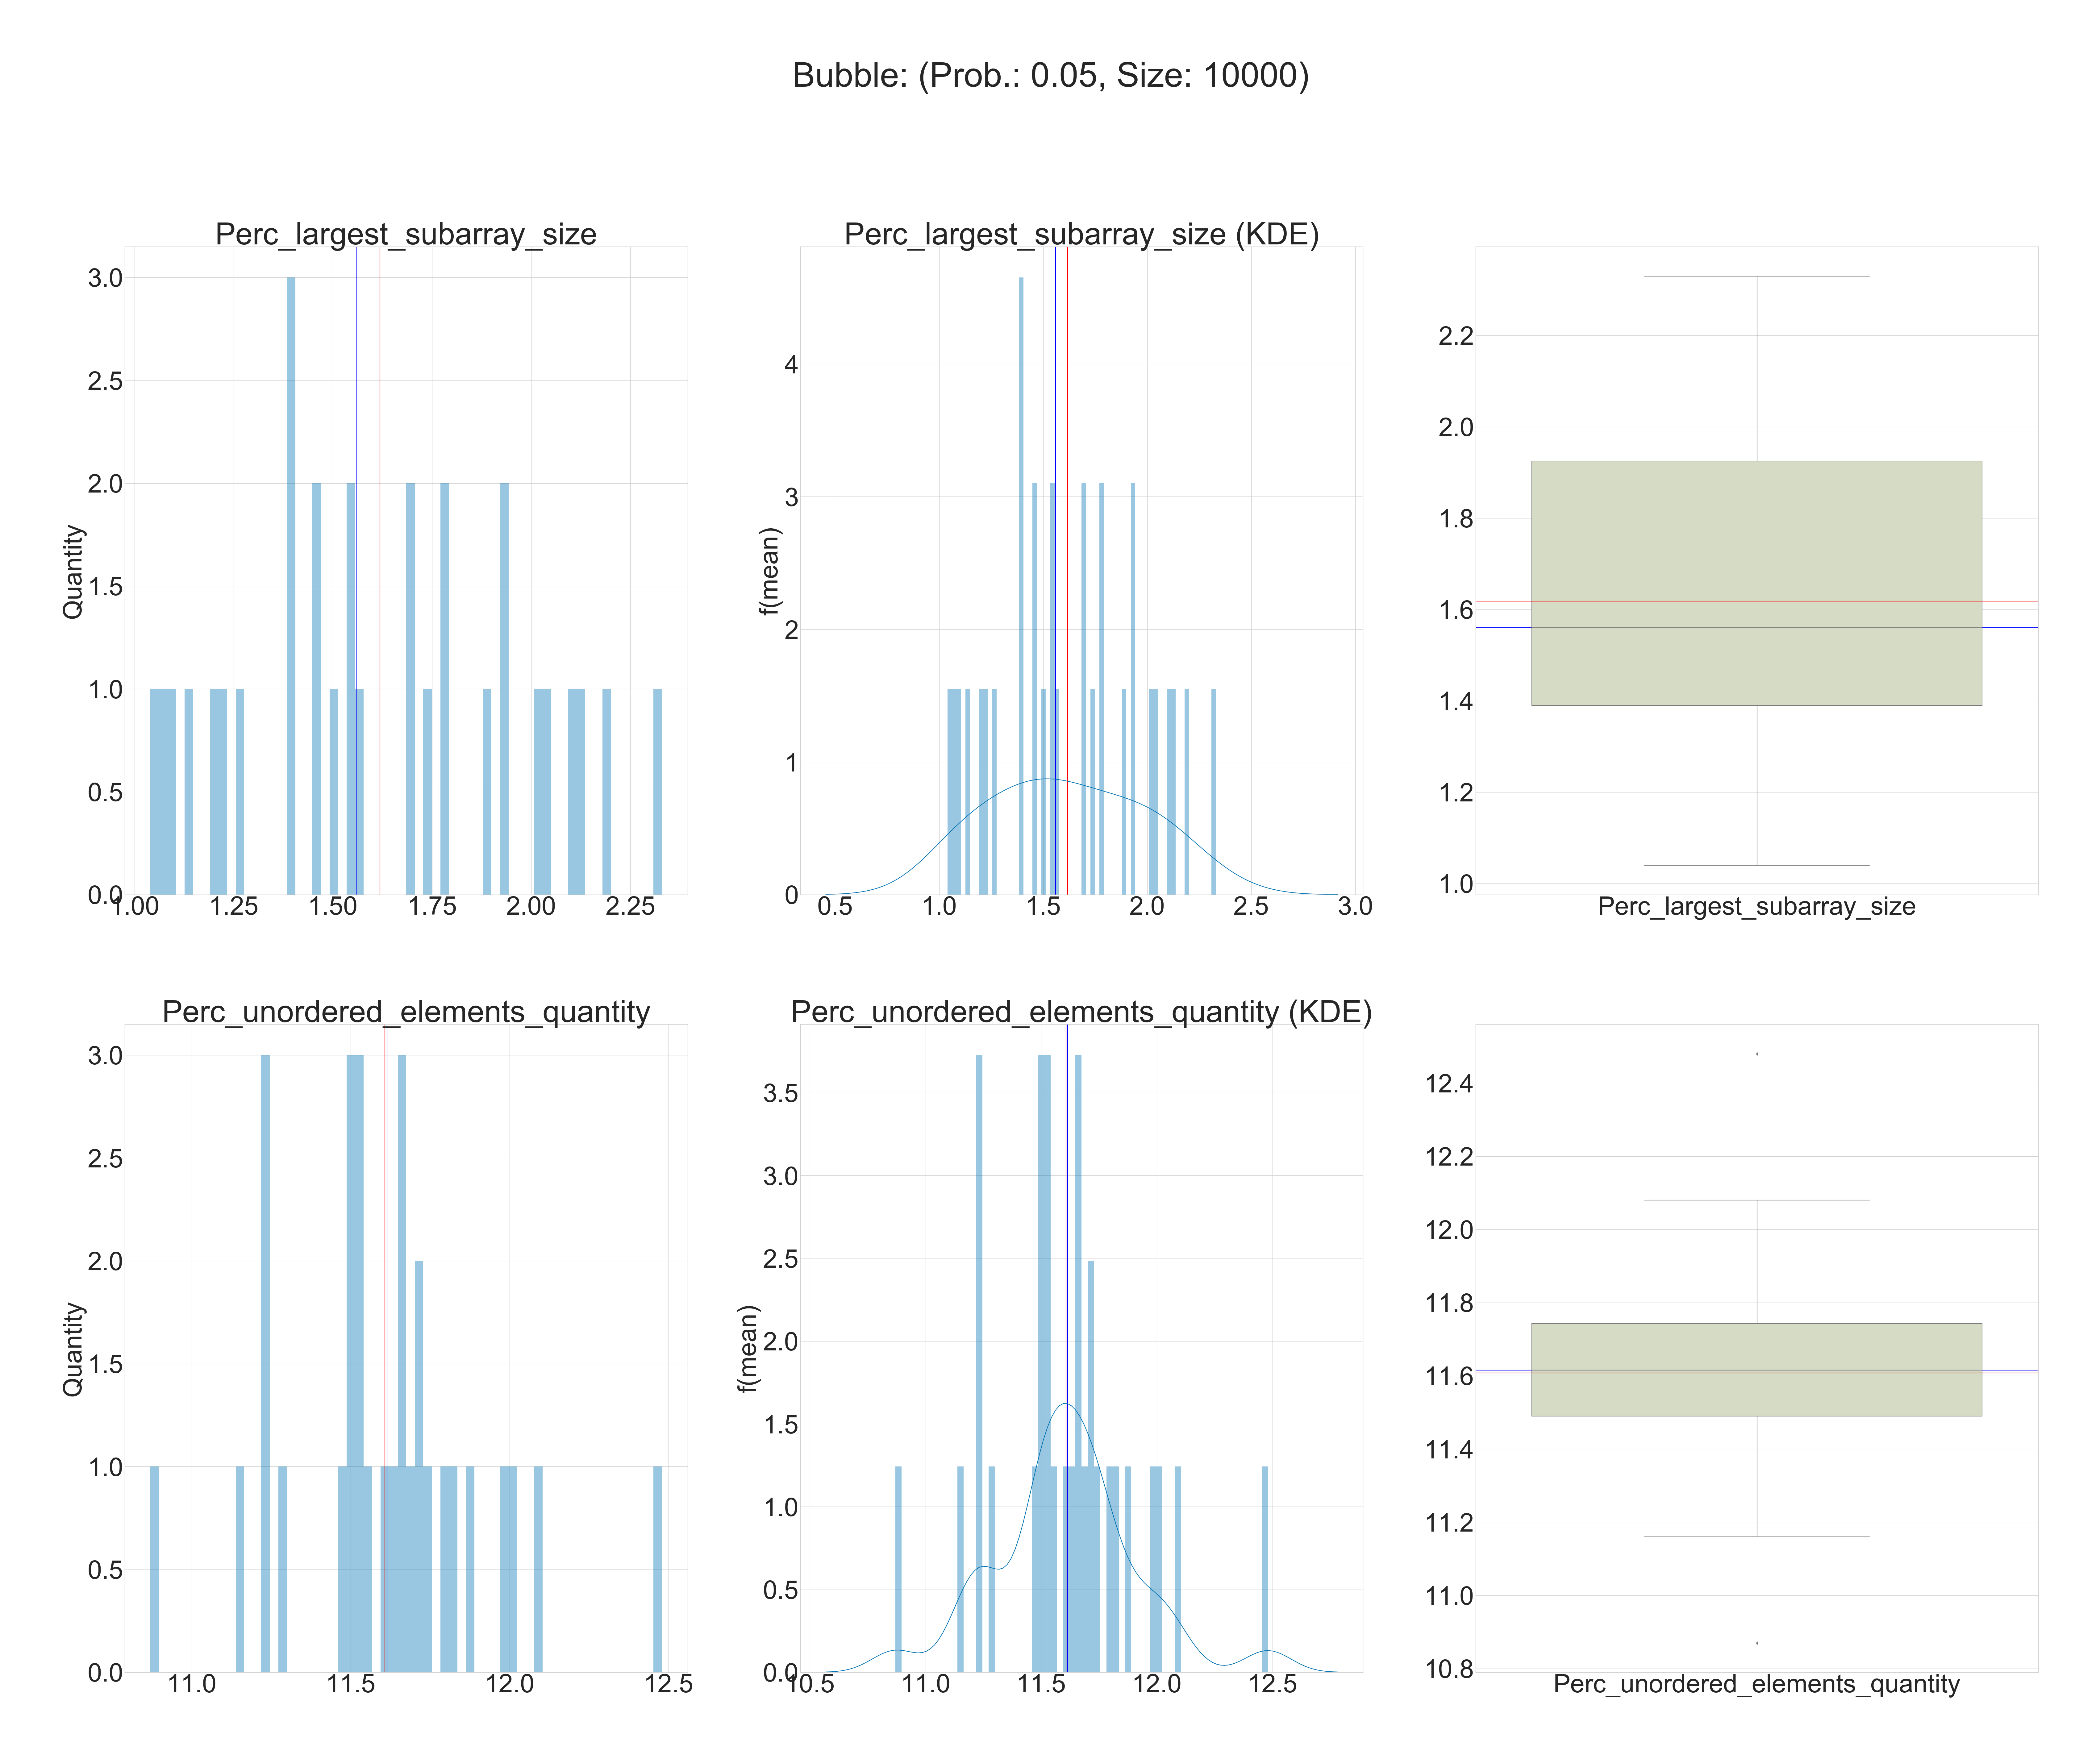 Bubble: (Prob.: 0.05, Size: 10000)
Perc_largest_subarray_size
Quantity
3.0
2.5
2.0
1.5
1.0
0.5
0.0
1.00 1.25 1.50 1.75 2.00 2.25
Perc_largest_subarray_size (KDE)
f(mean)
4
3
2
1
0
0.5 1.0 1.5 2.0 2.5 3.0
2.2
2.0
1.8
1.6
1.4
1.2
1.0
Perc_largest_subarray_size
Perc_unordered_elements_quantity
Quantity
3.0
2.5
2.0
1.5
1.0
0.5
0.0
11.0 11.5 12.0 12.5
Perc_unordered_elements_quantity (KDE)
f(mean)
3.5
3.0
2.5
2.0
1.5
1.0
0.5
0.0
10.5 11.0 11.5 12.0 12.5
12.4
12.2
12.0
11.8
11.6
11.4
11.2
11.0
10.8
Perc_unordered_elements_quantity